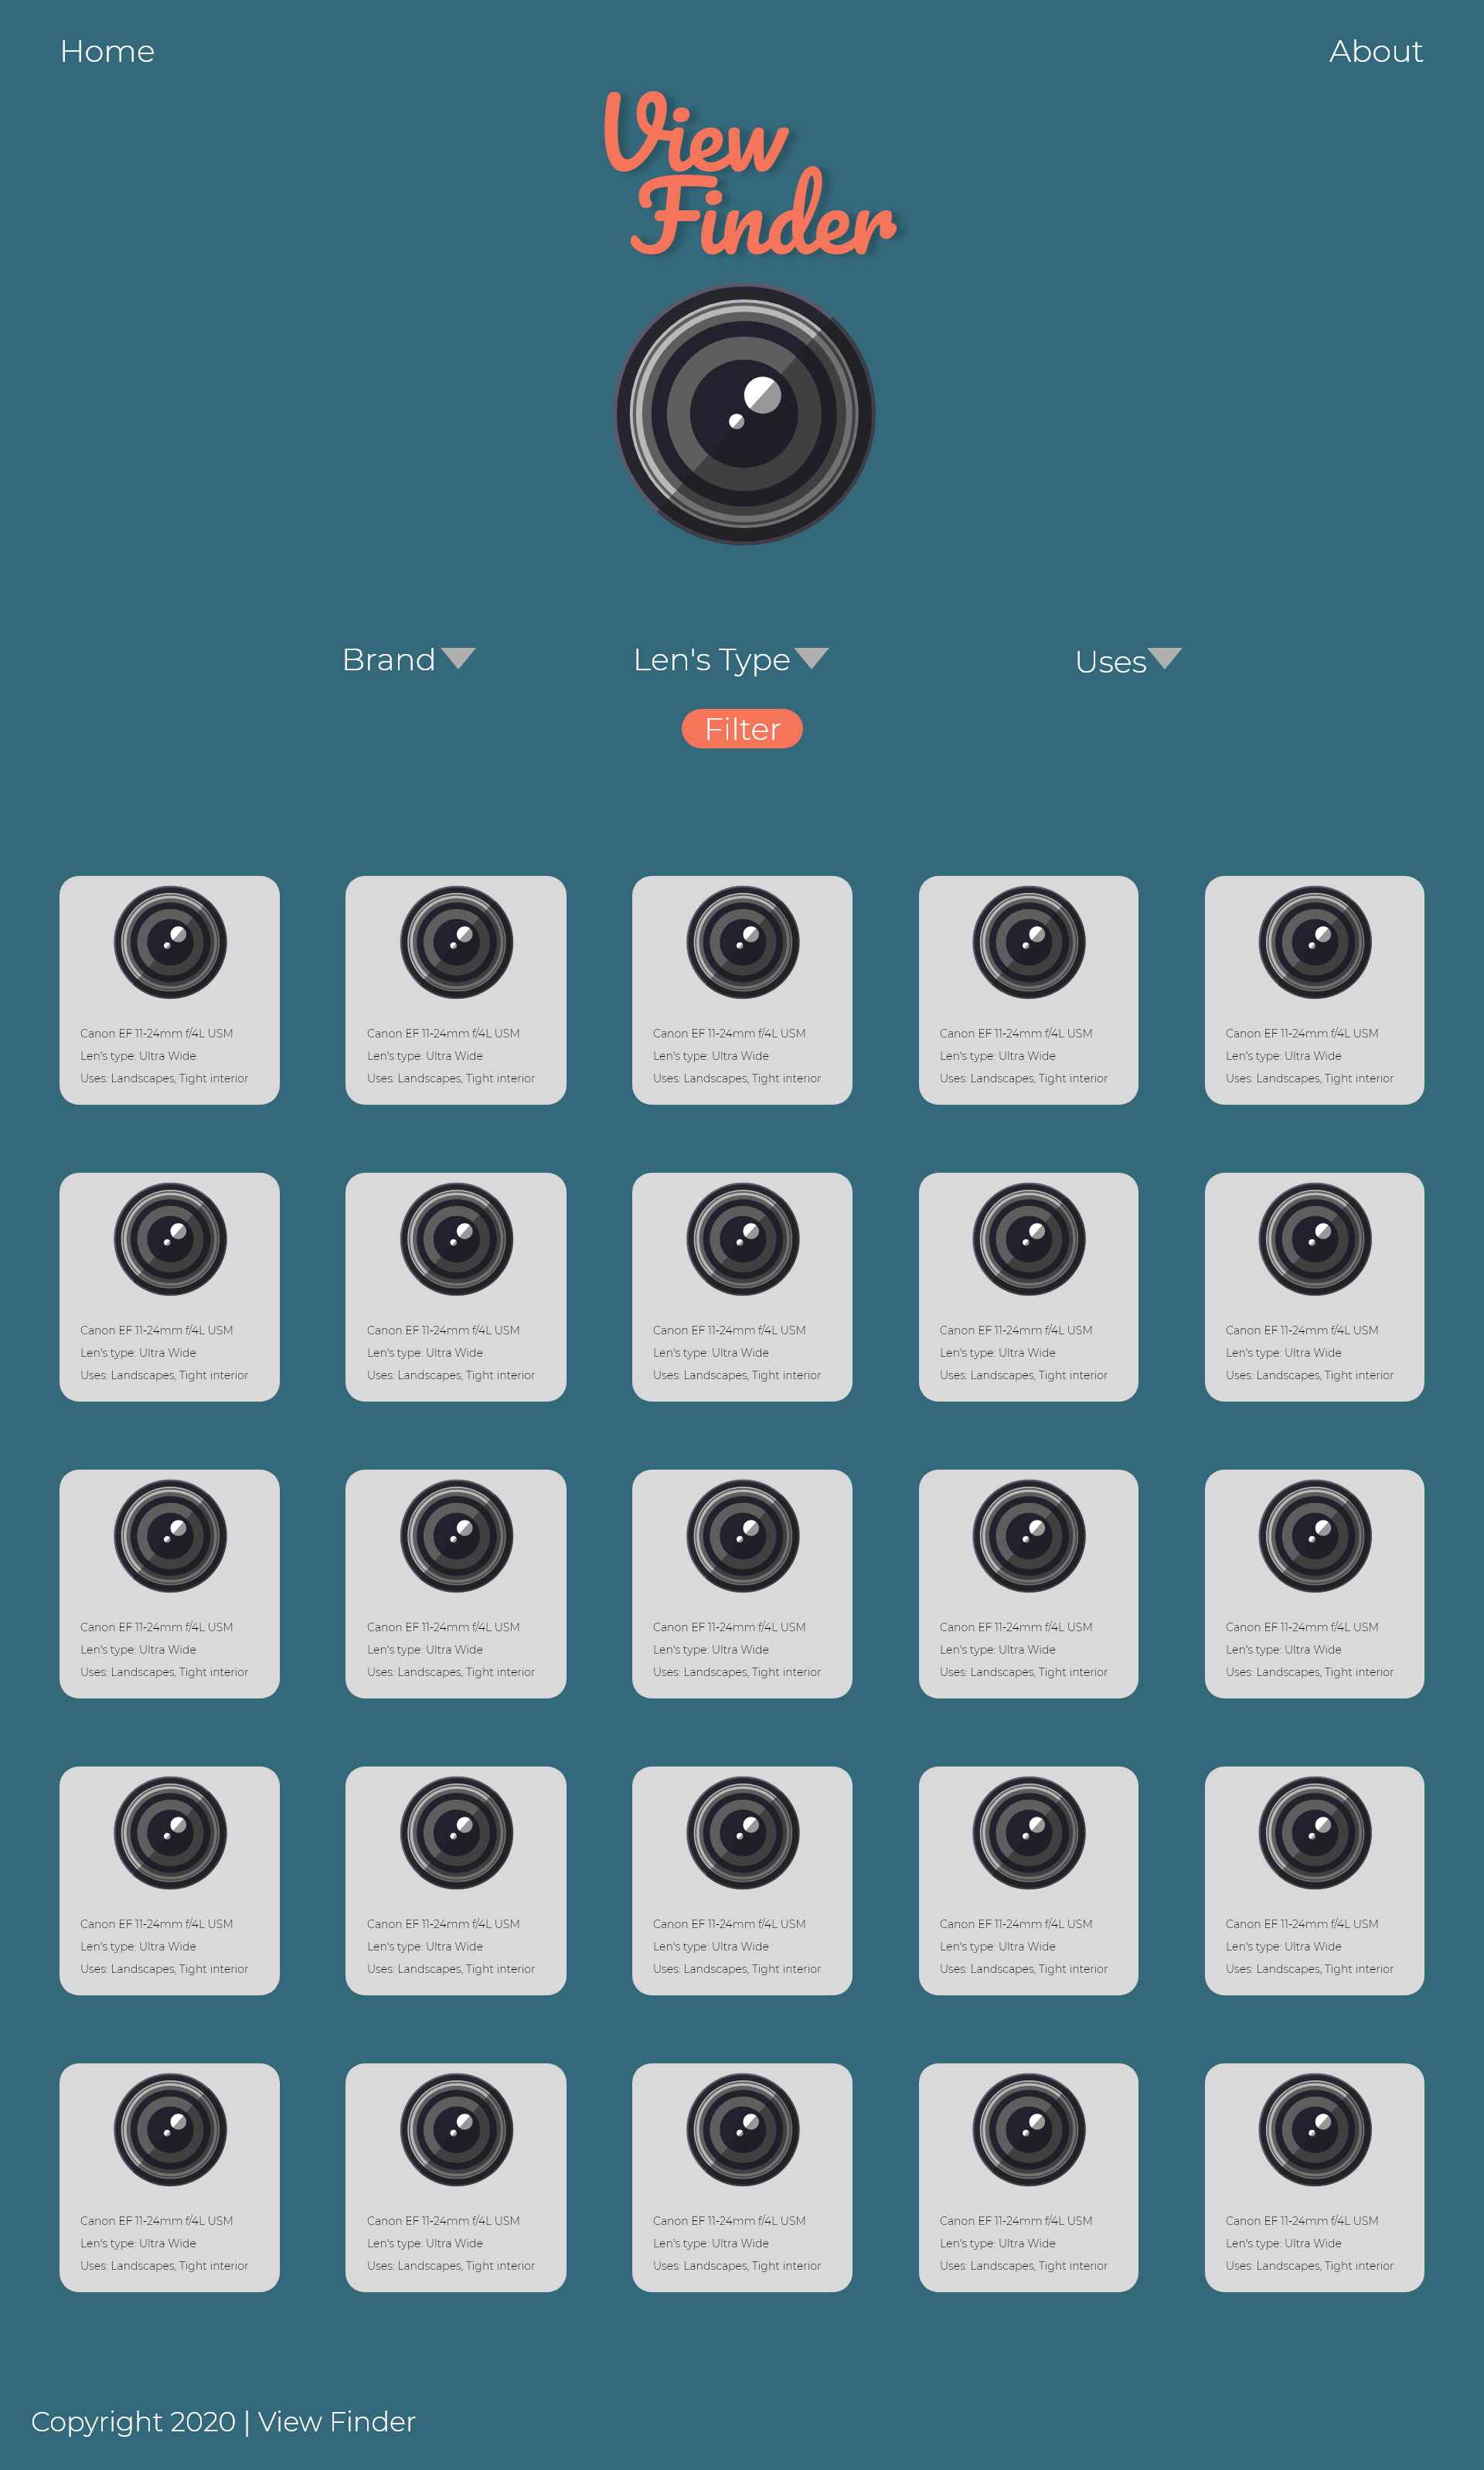 Home
About
View
Finder
Brand
Len's Type
Uses
Filter
Canon EF 11-24mm f/4L USM
Len's type: Ultra Wide
Uses: Landscapes, Tight interior
Canon EF 11-24mm f/4L USM
Len's type: Ultra Wide
Uses: Landscapes, Tight interior
Canon EF 11-24mm f/4L USM
Len's type: Ultra Wide
Uses: Landscapes, Tight interior
Canon EF 11-24mm f/4L USM
Len's type: Ultra Wide
Uses: Landscapes, Tight interior
Canon EF 11-24mm f/4L USM
Len's type: Ultra Wide
Uses: Landscapes, Tight interior
Canon EF 11-24mm f/4L USM
Len's type: Ultra Wide
Uses: Landscapes, Tight interior
Canon EF 11-24mm f/4L USM
Len's type: Ultra Wide
Uses: Landscapes, Tight interior
Canon EF 11-24mm f/4L USM
Len's type: Ultra Wide
Uses: Landscapes, Tight interior
Canon EF 11-24mm f/4L USM
Len's type: Ultra Wide
Uses: Landscapes, Tight interior
Canon EF 11-24mm f/4L USM
Len's type: Ultra Wide
Uses: Landscapes, Tight interior
Canon EF 11-24mm f/4L USM
Len's type: Ultra Wide
Uses: Landscapes, Tight interior
Canon EF 11-24mm f/4L USM
Len's type: Ultra Wide
Uses: Landscapes, Tight interior
Canon EF 11-24mm f/4L USM
Len's type: Ultra Wide
Uses: Landscapes, Tight interior
Canon EF 11-24mm f/4L USM
Len's type: Ultra Wide
Uses: Landscapes, Tight interior
Canon EF 11-24mm f/4L USM
Len's type: Ultra Wide
Uses: Landscapes, Tight interior
Canon EF 11-24mm f/4L USM
Len's type: Ultra Wide
Uses: Landscapes, Tight interior
Canon EF 11-24mm f/4L USM
Len's type: Ultra Wide
Uses: Landscapes, Tight interior
Canon EF 11-24mm f/4L USM
Len's type: Ultra Wide
Uses: Landscapes, Tight interior
Canon EF 11-24mm f/4L USM
Len's type: Ultra Wide
Uses: Landscapes, Tight interior
Canon EF 11-24mm f/4L USM
Len's type: Ultra Wide
Uses: Landscapes, Tight interior
Canon EF 11-24mm f/4L USM
Len's type: Ultra Wide
Uses: Landscapes, Tight interior
Canon EF 11-24mm f/4L USM
Len's type: Ultra Wide
Uses: Landscapes, Tight interior
Canon EF 11-24mm f/4L USM
Len's type: Ultra Wide
Uses: Landscapes, Tight interior
Canon EF 11-24mm f/4L USM
Len's type: Ultra Wide
Uses: Landscapes, Tight interior
Canon EF 11-24mm f/4L USM
Len's type: Ultra Wide
Uses: Landscapes, Tight interior
Copyright 2020 | View Finder